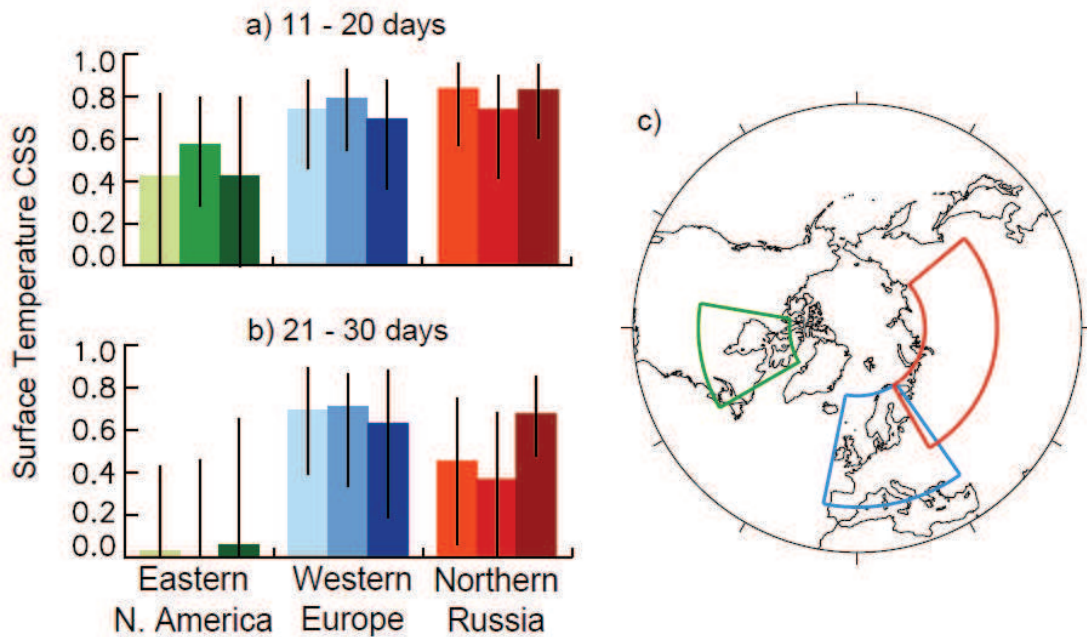 a) 11 - 20 days
1.0
0.8
0.6
0.4
0.2
0.0
Surface Temperature CSS
b) 21 - 30 days
1.0
0.8
0.6
0.4
0.2
0.0
Eastern
N. America
Western
Europe
Northern
Russia
c)